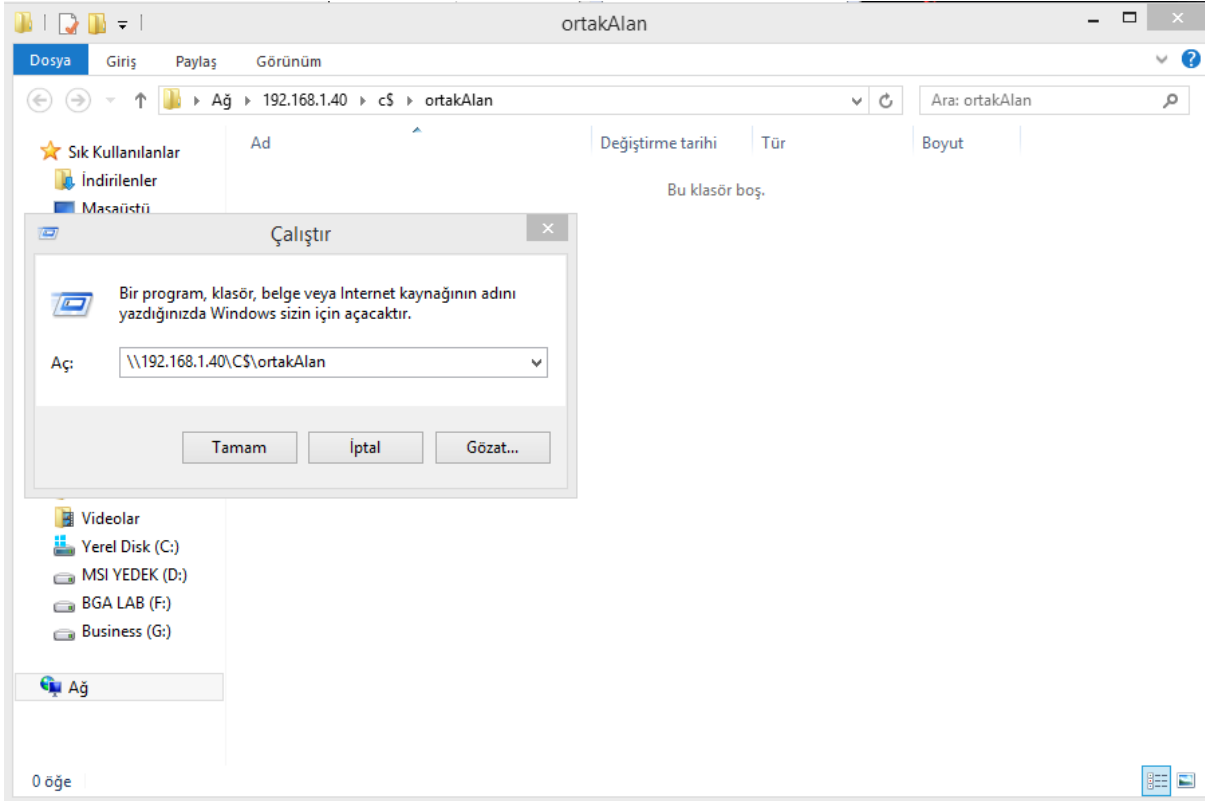 ortakAlan
Dosya Giriş Paylaş Görünüm
Ağ 192.168.1.40 c$ ortakAlan
Ara: ortakAlan
Ad Değiştirme tarihi Tür Boyut
Bu klasör boş.
Sık Kullanılanlar
İndirilenler
Masaüstü
Çalıştır
Bir program, klasör, belge veya Internet kaynağının adını
yazdığınızda Windows sizin için açacaktır.
Aç: \\192.168.1.40\C$\ortakAlan
Tamam İptal Gözat...
Videolar
Yerel Disk (C:)
MSI YEDEK (D:)
BGA LAB (F:)
Business (G:)
Ağ
0 öğe